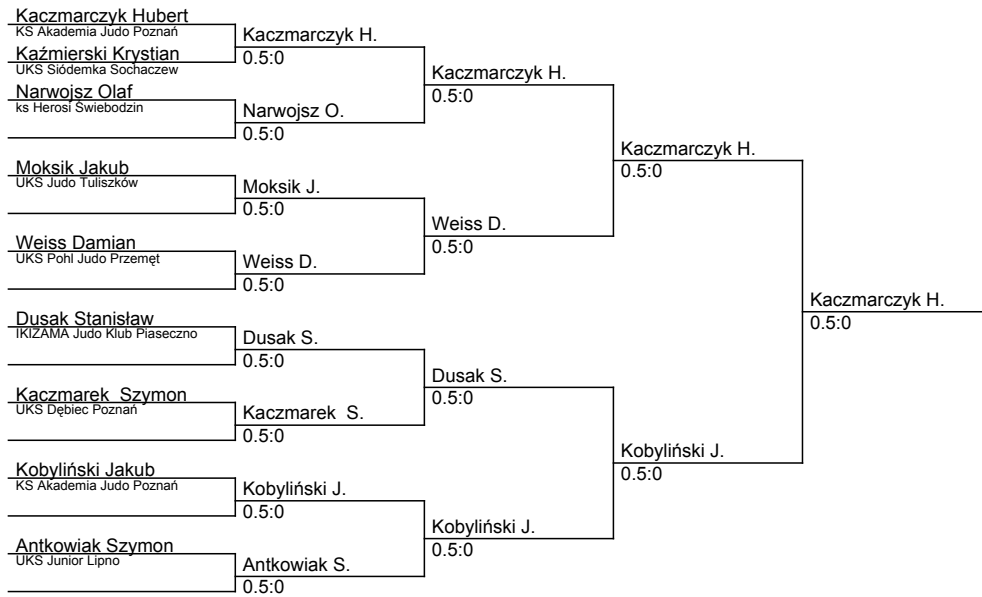 Kaczmarczyk Hubert
KS Akademia Judo Poznań
Kaźmierski Krystian
UKS Siódemka Sochaczew
Narwojsz Olaf
ks Herosi Świebodzin
Moksik Jakub
UKS Judo Tuliszków
Weiss Damian
UKS Pohl Judo Przemęt
Dusak Stanisław
IKIZAMA Judo Klub Piaseczno
Kaczmarek  Szymon
UKS Dębiec Poznań
Kobyliński Jakub
KS Akademia Judo Poznań
Antkowiak Szymon
UKS Junior Lipno
Kaczmarczyk H.
0.5:0
Narwojsz O.
0.5:0
Moksik J.
0.5:0
Weiss D.
0.5:0
Dusak S.
0.5:0
Kaczmarek  S.
0.5:0
Kobyliński J.
0.5:0
Antkowiak S.
0.5:0
Kaczmarczyk H.
0.5:0
Weiss D.
0.5:0
Dusak S.
0.5:0
Kobyliński J.
0.5:0
Kaczmarczyk H.
0.5:0
Kobyliński J.
0.5:0
Kaczmarczyk H.
0.5:0